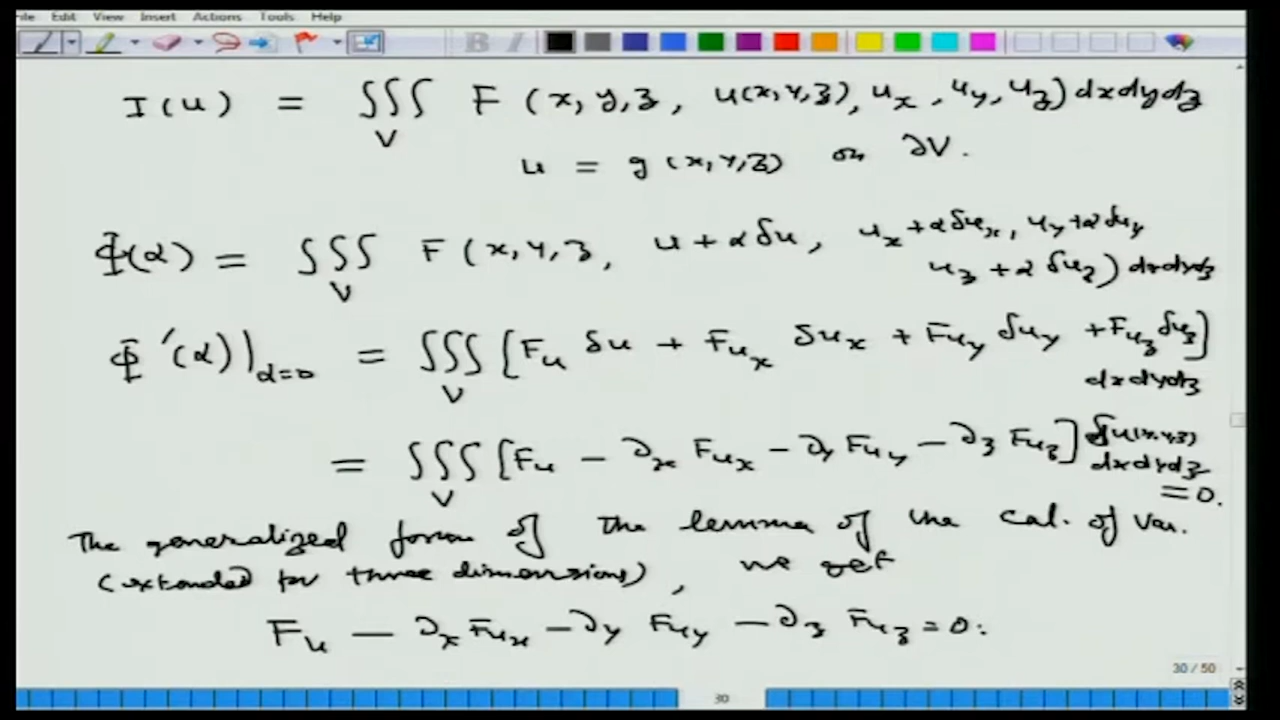 File Edit View Insert Actions Tools Help
I(u) = ∫∫∫_V F(x,y,z, u(x,y,z), u_x, u_y, u_z) dxdydz
u = g(x,y,z) on ∂V.
Φ(α) = ∫∫∫_V F(x,y,z, u+αδu, u_x+αδu_x, u_y+αδu_y
u_z+αδu_z) dxdydz
Φ'(α)|_{α=0} = ∫∫∫_V [F_u δu + F_{u_x} δu_x + F_{u_y} δu_y + F_{u_z} δu_z]
dxdydz
= ∫∫∫_V [F_u − ∂_x F_{u_x} − ∂_y F_{u_y} − ∂_z F_{u_z}] δu(x,y,z)
dxdydz
= 0.
The generalized form of the lemma of the cal. of var.
(extended for three dimensions), we get
F_u − ∂_x F_{u_x} − ∂_y F_{u_y} − ∂_z F_{u_z} = 0.
30 / 50
30